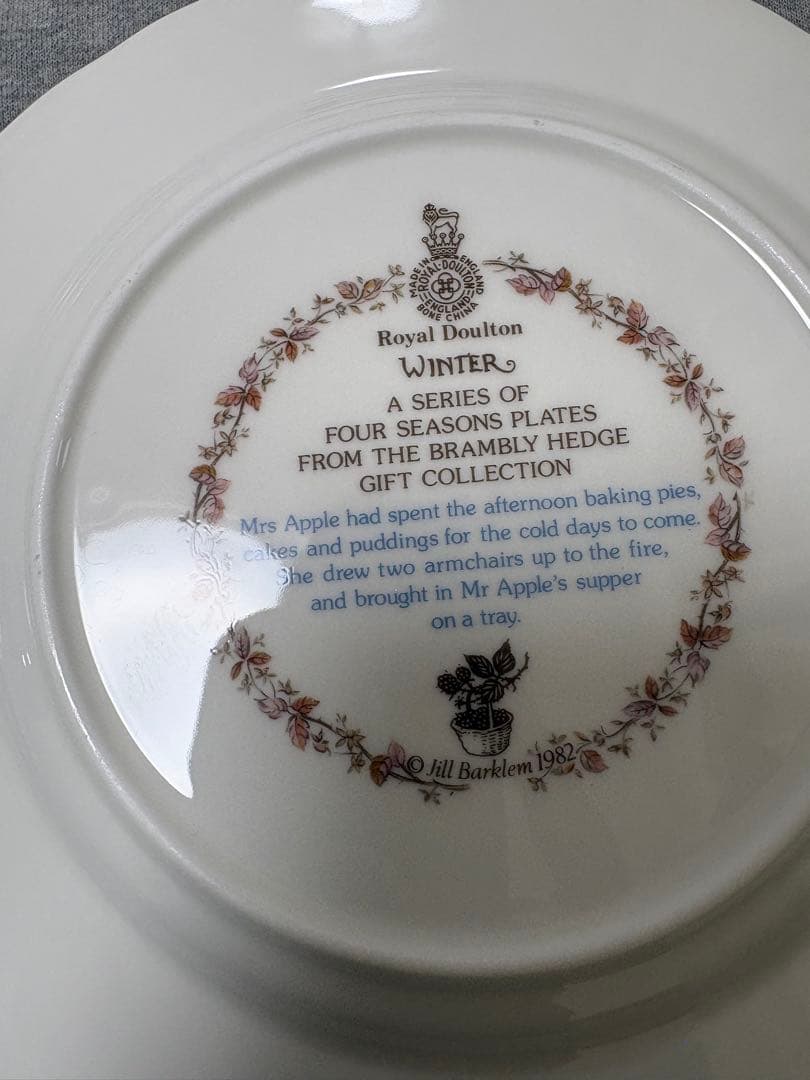 MADE IN ENGLAND
ROYAL·DOULTON
ENGLAND
BONE CHINA
Royal Doulton
WINTER
A SERIES OF
FOUR SEASONS PLATES
FROM THE BRAMBLY HEDGE
GIFT COLLECTION
Mrs Apple had spent the afternoon baking pies,
cakes and puddings for the cold days to come.
She drew two armchairs up to the fire,
and brought in Mr Apple's supper
on a tray.
© Jill Barklem 1982